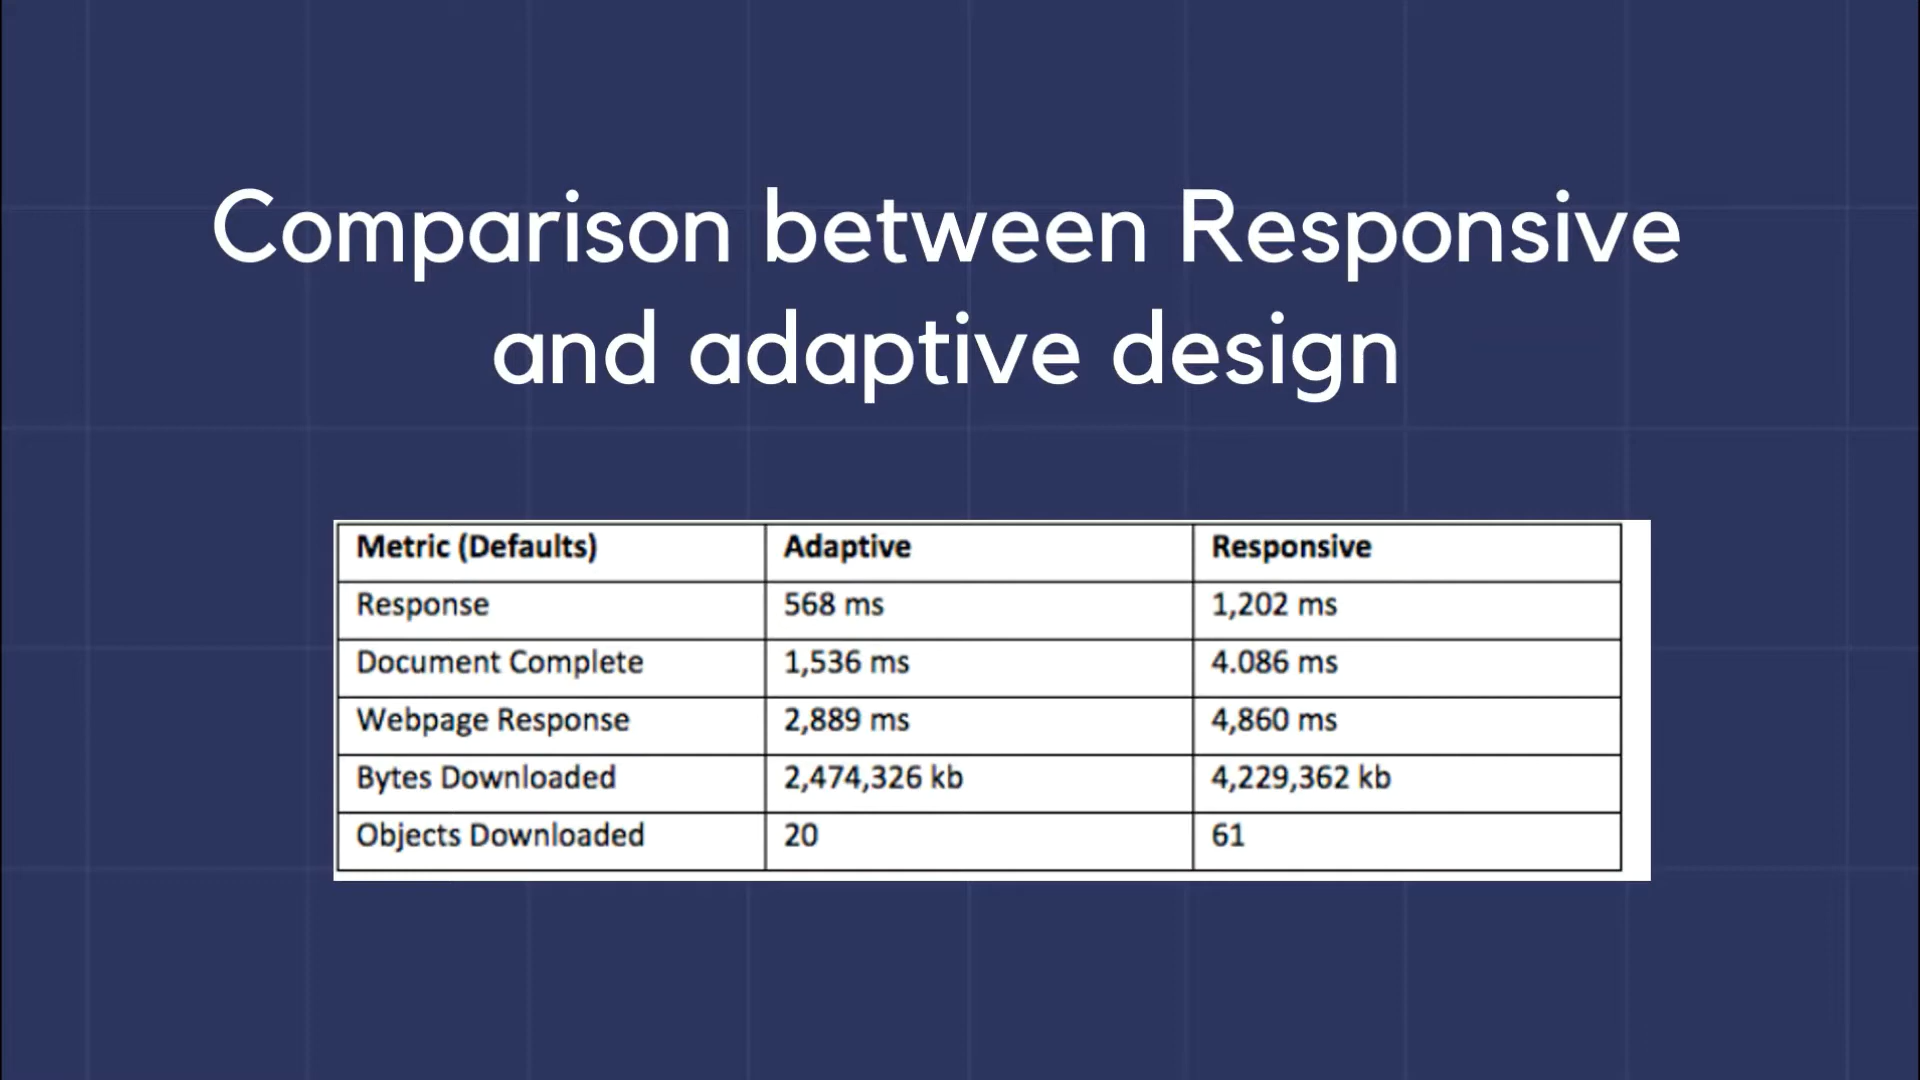 Comparison between Responsive
and adaptive design
Metric (Defaults) Adaptive Responsive
Response 568 ms 1,202 ms
Document Complete 1,536 ms 4.086 ms
Webpage Response 2,889 ms 4,860 ms
Bytes Downloaded 2,474,326 kb 4,229,362 kb
Objects Downloaded 20 61